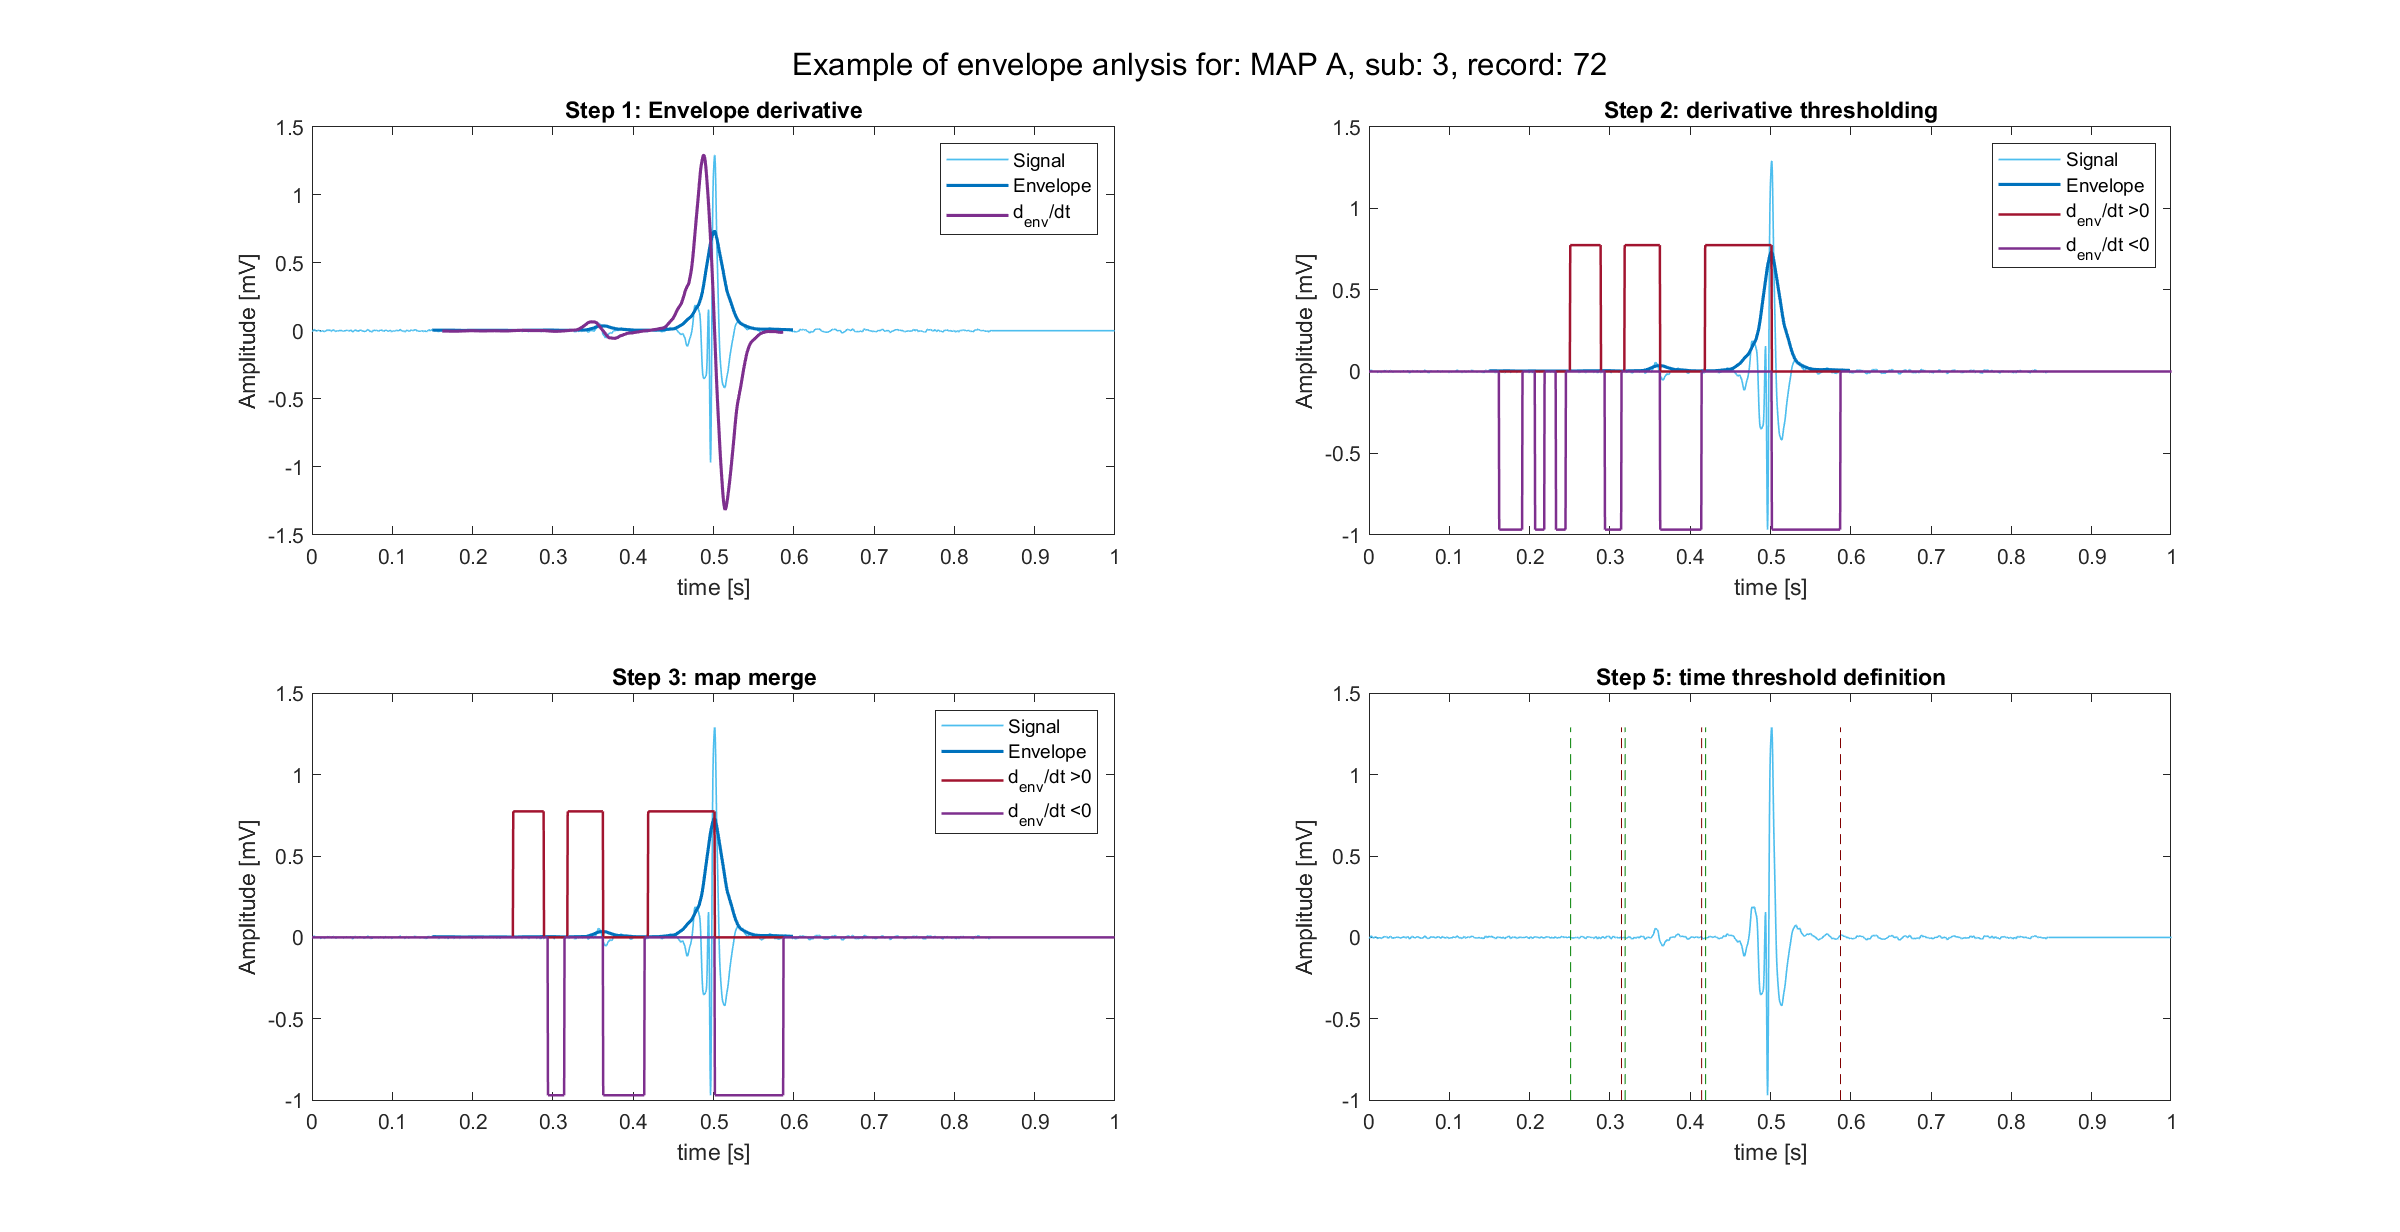 Example of envelope anlysis for: MAP A, sub: 3, record: 72
Step 1: Envelope derivative
1.5
1
0.5
0
-0.5
-1
-1.5
Amplitude [mV]
0 0.1 0.2 0.3 0.4 0.5 0.6 0.7 0.8 0.9 1
time [s]
Signal
Envelope
d_env/dt
Step 2: derivative thresholding
1.5
1
0.5
0
-0.5
-1
Amplitude [mV]
0 0.1 0.2 0.3 0.4 0.5 0.6 0.7 0.8 0.9 1
time [s]
Signal
Envelope
d_env/dt >0
d_env/dt <0
Step 3: map merge
1.5
1
0.5
0
-0.5
-1
Amplitude [mV]
0 0.1 0.2 0.3 0.4 0.5 0.6 0.7 0.8 0.9 1
time [s]
Signal
Envelope
d_env/dt >0
d_env/dt <0
Step 5: time threshold definition
1.5
1
0.5
0
-0.5
-1
Amplitude [mV]
0 0.1 0.2 0.3 0.4 0.5 0.6 0.7 0.8 0.9 1
time [s]